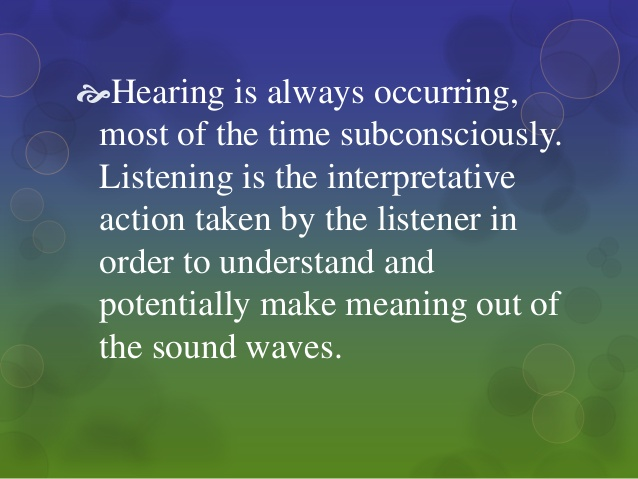 Hearing is always occurring,
most of the time subconsciously.
Listening is the interpretative
action taken by the listener in
order to understand and
potentially make meaning out of
the sound waves.